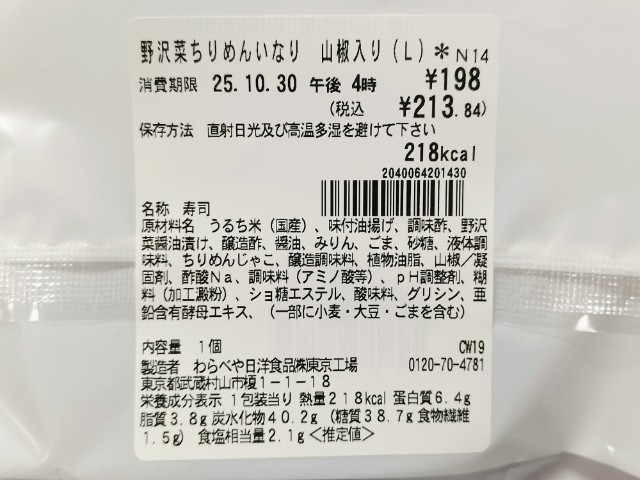 野沢菜ちりめんいなり 山椒入り(L)＊N14
消費期限 25.10.30 午後 4時 ¥198
(税込 ¥213.84)
保存方法 直射日光及び高温多湿を避けて下さい
218kcal
2040064201430
名称 寿司
原材料名 うるち米(国産)、味付油揚げ、調味酢、野沢
菜醤油漬け、醸造酢、醤油、みりん、ごま、砂糖、液体調
味料、ちりめんじゃこ、醸造調味料、植物油脂、山椒／凝
固剤、酢酸Na、調味料(アミノ酸等)、pH調整剤、糊
料(加工澱粉)、ショ糖エステル、酸味料、グリシン、亜
鉛含有酵母エキス、(一部に小麦・大豆・ごまを含む)
内容量 1個 CW19
製造者 わらべや日洋食品㈱東京工場 0120-70-4781
東京都武蔵村山市榎1-1-18
栄養成分表示 1包装当り 熱量218kcal 蛋白質6.4g
脂質3.8g 炭水化物40.2g (糖質38.7g 食物繊維
1.5g) 食塩相当量2.1g＜推定値＞